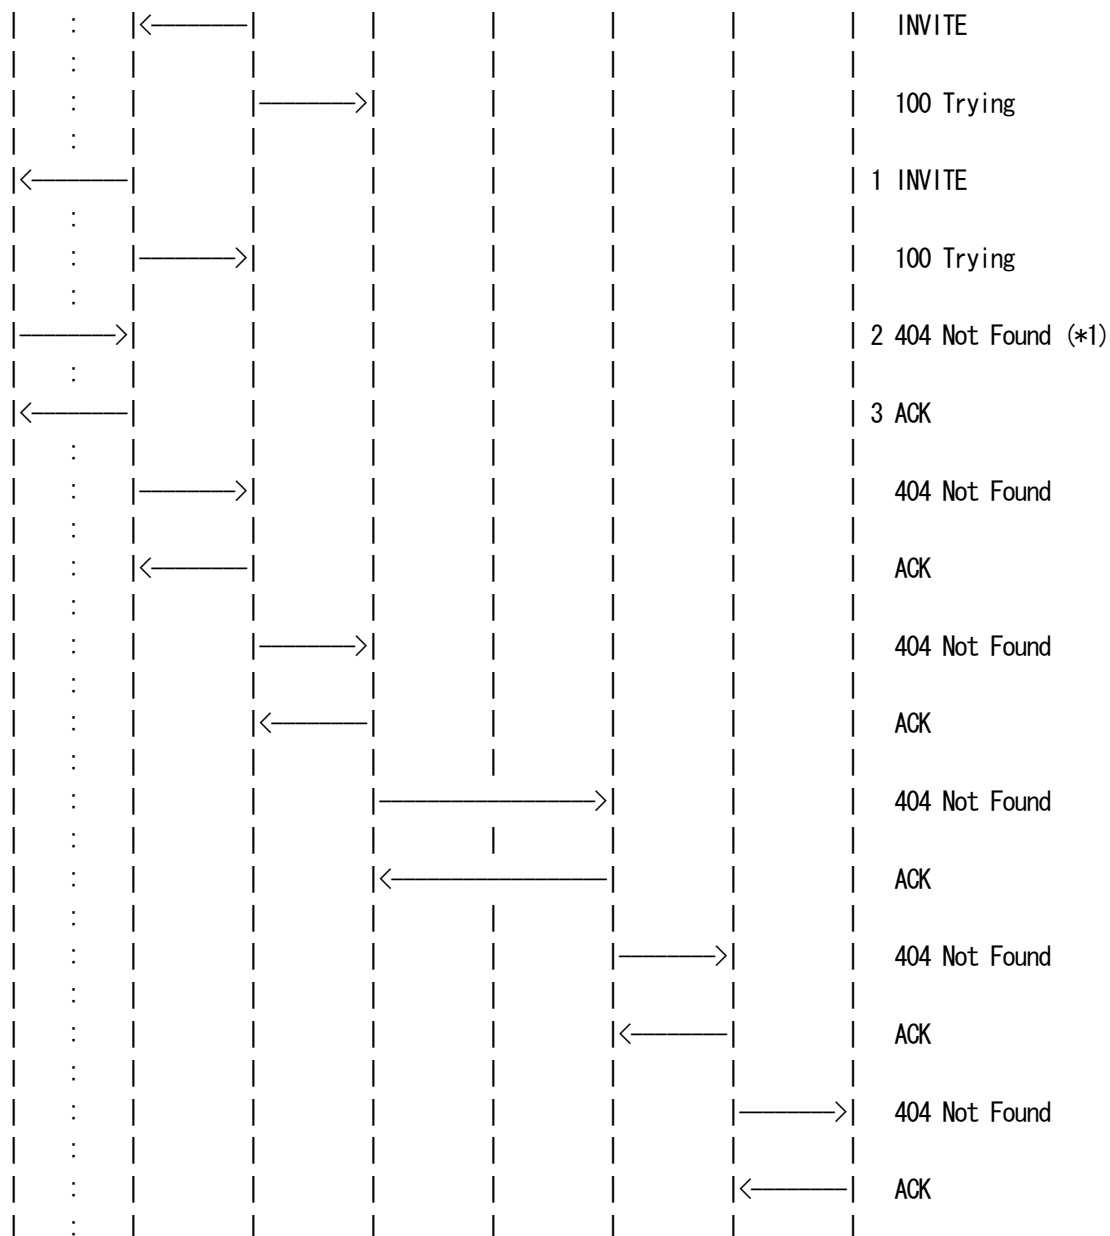 INVITE
100 Trying
1 INVITE
100 Trying
2 404 Not Found (*1)
3 ACK
404 Not Found
ACK
404 Not Found
ACK
404 Not Found
ACK
404 Not Found
ACK
404 Not Found
ACK